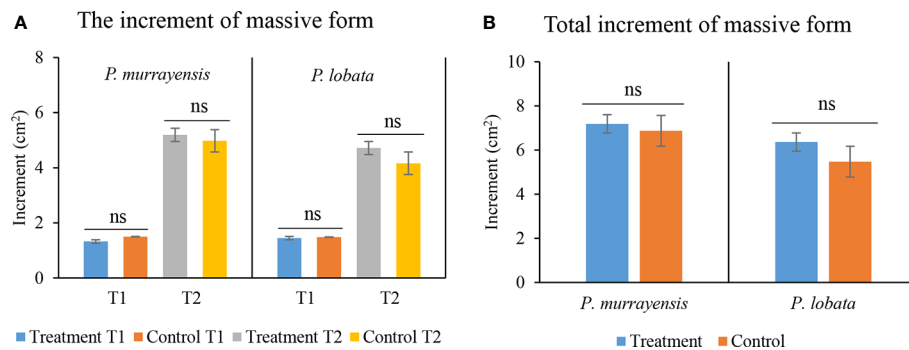 A
The increment of massive form
Increment (cm²)
8
6
4
2
0
P. murrayensis
P. lobata
ns
ns
ns
ns
T1
T2
T1
T2
Treatment T1 Control T1 Treatment T2 Control T2
B
Total increment of massive form
Increment (cm²)
10
8
6
4
2
0
ns
ns
P. murrayensis
P. lobata
Treatment Control